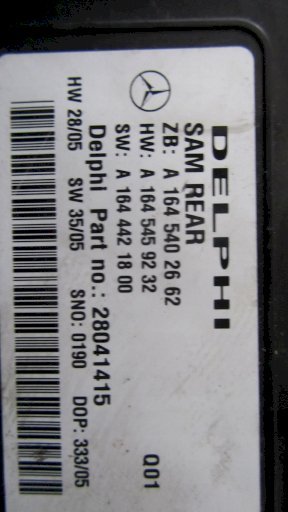 DELPHI
SAM REAR
ZB: A 164 540 26 62
HW: A 164 545 92 32
SW: A 164 442 18 00
Delphi Part no.: 28041415
Q01
HW 28/05 SW 35/05 SNO: 0190 DOP: 333/05